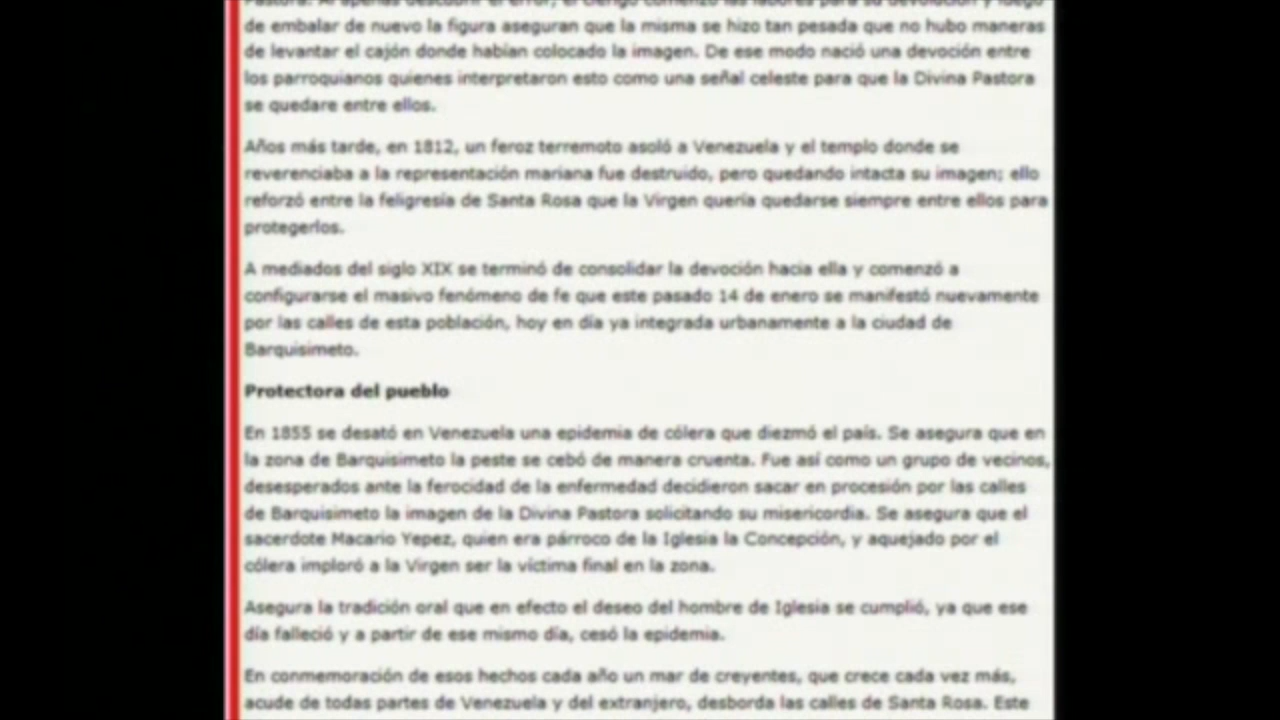 Pastora. Al apenas descubrir el error, el clérigo comenzó las labores para su devolución y luego
de embalar de nuevo la figura aseguran que la misma se hizo tan pesada que no hubo maneras
de levantar el cajón donde habían colocado la imagen. De ese modo nació una devoción entre
los parroquianos quienes interpretaron esto como una señal celeste para que la Divina Pastora
se quedare entre ellos.
Años más tarde, en 1812, un feroz terremoto asoló a Venezuela y el templo donde se
reverenciaba a la representación mariana fue destruido, pero quedando intacta su imagen; ello
reforzó entre la feligresía de Santa Rosa que la Virgen quería quedarse siempre entre ellos para
protegerlos.
A mediados del siglo XIX se terminó de consolidar la devoción hacia ella y comenzó a
configurarse el masivo fenómeno de fe que este pasado 14 de enero se manifestó nuevamente
por las calles de esta población, hoy en día ya integrada urbanamente a la ciudad de
Barquisimeto.
Protectora del pueblo
En 1855 se desató en Venezuela una epidemia de cólera que diezmó el país. Se asegura que en
la zona de Barquisimeto la peste se cebó de manera cruenta. Fue así como un grupo de vecinos,
desesperados ante la ferocidad de la enfermedad decidieron sacar en procesión por las calles
de Barquisimeto la imagen de la Divina Pastora solicitando su misericordia. Se asegura que el
sacerdote Macario Yepez, quien era párroco de la Iglesia la Concepción, y aquejado por el
cólera imploró a la Virgen ser la víctima final en la zona.
Asegura la tradición oral que en efecto el deseo del hombre de Iglesia se cumplió, ya que ese
día falleció y a partir de ese mismo día, cesó la epidemia.
En conmemoración de esos hechos cada año un mar de creyentes, que crece cada vez más,
acude de todas partes de Venezuela y del extranjero, desborda las calles de Santa Rosa. Este